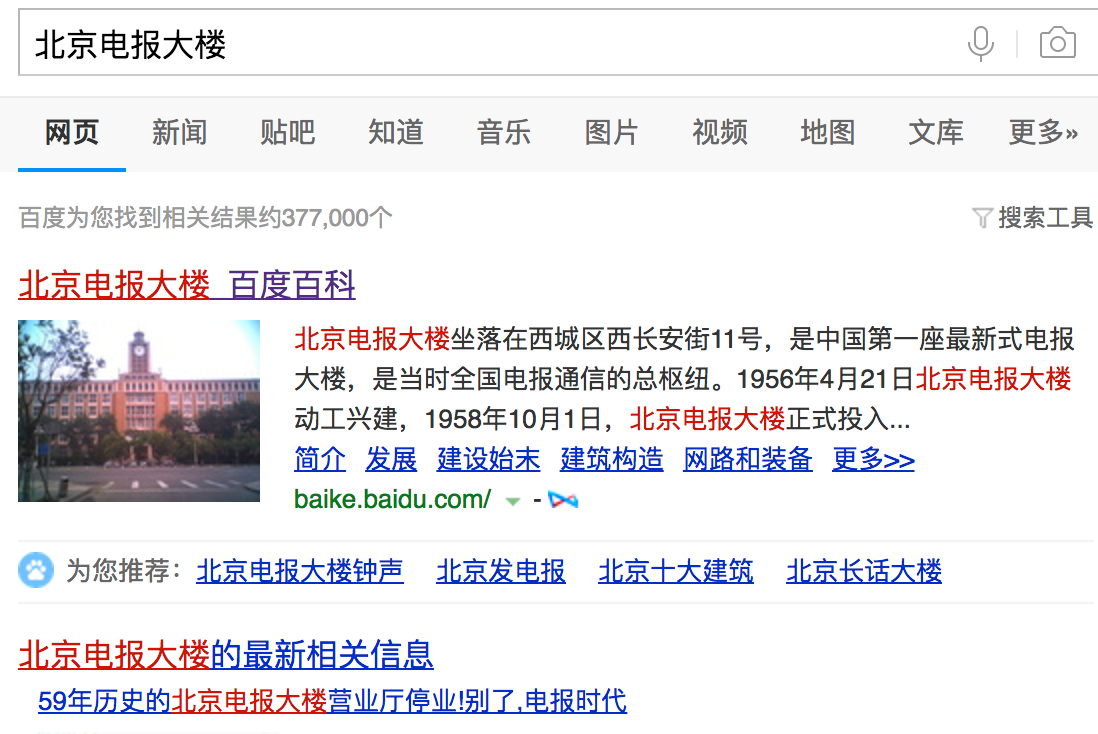 北京电报大楼
网页 新闻 贴吧 知道 音乐 图片 视频 地图 文库 更多»
百度为您找到相关结果约377,000个 搜索工具
北京电报大楼_百度百科
北京电报大楼坐落在西城区西长安街11号，是中国第一座最新式电报
大楼，是当时全国电报通信的总枢纽。1956年4月21日北京电报大楼
动工兴建，1958年10月1日，北京电报大楼正式投入...
简介 发展 建设始末 建筑构造 网路和装备 更多>>
baike.baidu.com/ -
为您推荐： 北京电报大楼钟声 北京发电报 北京十大建筑 北京长话大楼
北京电报大楼的最新相关信息
59年历史的北京电报大楼营业厅停业!别了,电报时代